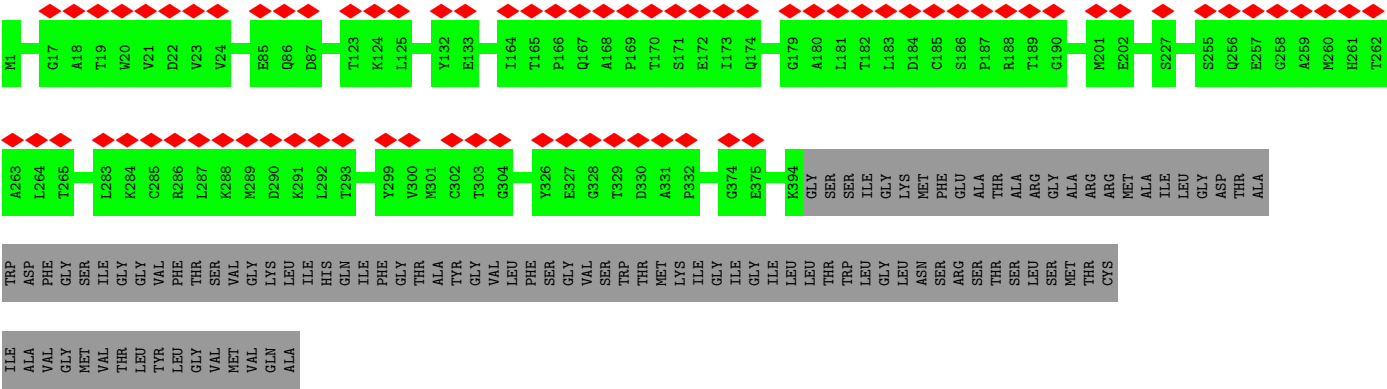 M1 G17 A18 T19 W20 V21 D22 V23 V24 E85 Q86 D87 T123 K124 L125 Y132 E133 I164 T165 P166 Q167 A168 P169 T170 S171 E172 I173 Q174 G179 A180 L181 T182 L183 D184 C185 S186 P187 R188 T189 G190 M201 E202 S227 S255 Q256 E257 G258 A259 M260 H261 T262
A263 L264 T265 L283 K284 C285 R286 L287 K288 M289 D290 K291 L292 T293 Y299 V300 M301 C302 T303 G304 Y326 E327 G328 T329 D330 A331 P332 G374 E375 K394 GLY SER SER ILE GLY LYS MET PHE GLU ALA THR ALA ARG GLY ALA ARG ARG MET ALA ILE LEU GLY ASP THR ALA
TRP ASP PHE GLY SER ILE GLY GLY VAL PHE THR SER VAL GLY LYS LEU ILE HIS GLN ILE PHE GLY THR ALA TYR GLY VAL LEU PHE SER GLY VAL SER TRP THR MET LYS ILE GLY ILE GLY ILE LEU LEU THR TRP LEU GLY LEU ASN SER ARG SER THR SER LEU SER MET THR CYS
ILE ALA VAL GLY MET VAL THR LEU TYR LEU GLY VAL MET VAL GLN ALA